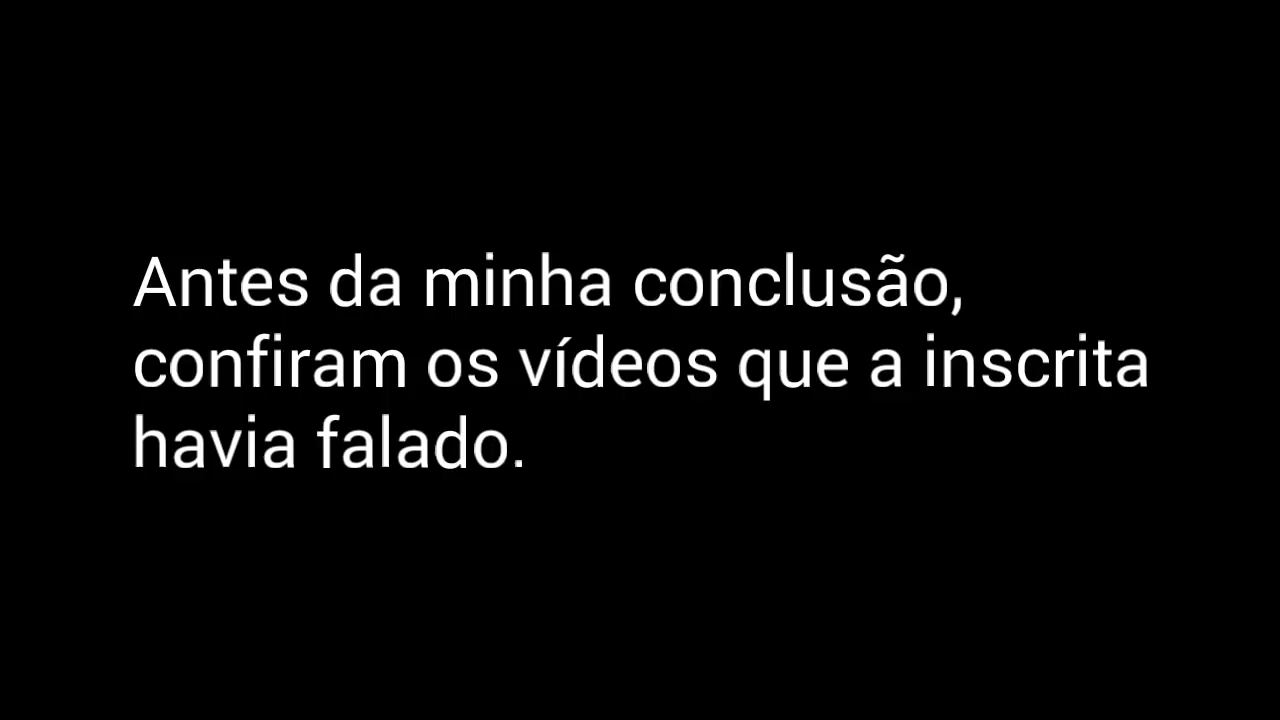 Antes da minha conclusão,
confiram os vídeos que a inscrita
havia falado.